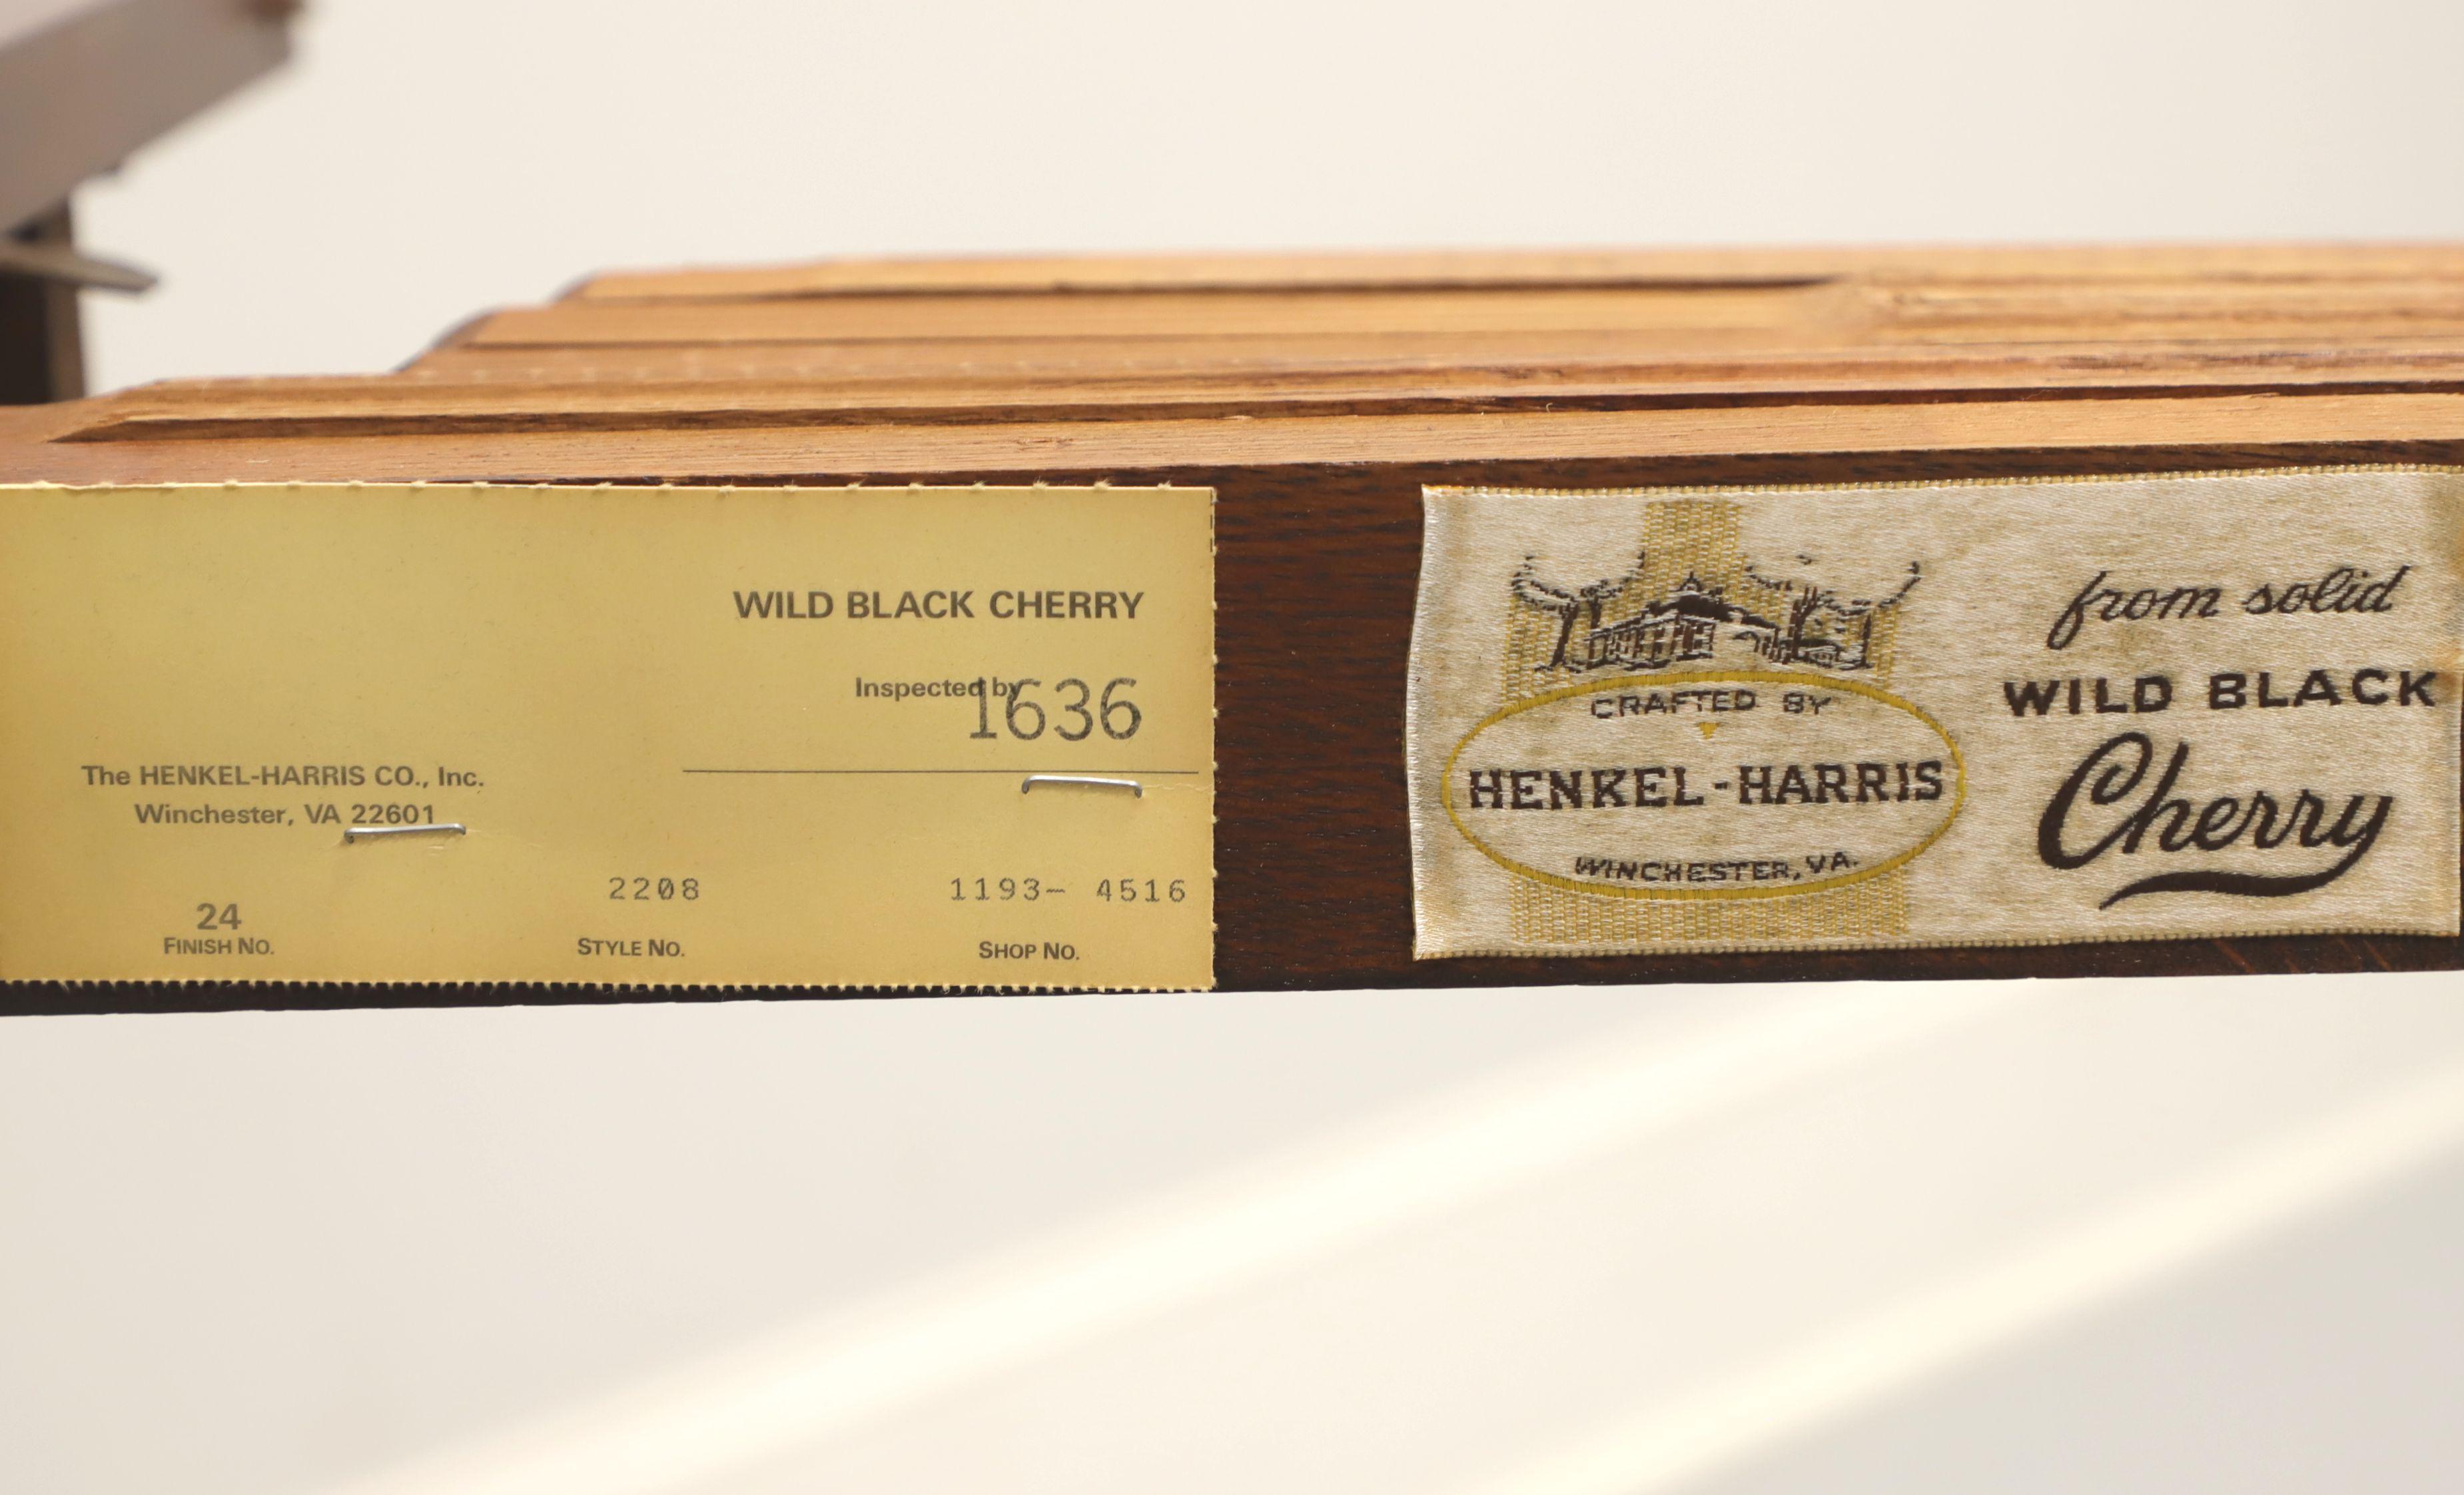 WILD BLACK CHERRY
Inspected by
1636
The HENKEL-HARRIS CO., Inc.
Winchester, VA 22601
24 2208 1193- 4516
FINISH NO. STYLE NO. SHOP NO.
CRAFTED BY
HENKEL-HARRIS
WINCHESTER, VA.
from solid
WILD BLACK
Cherry